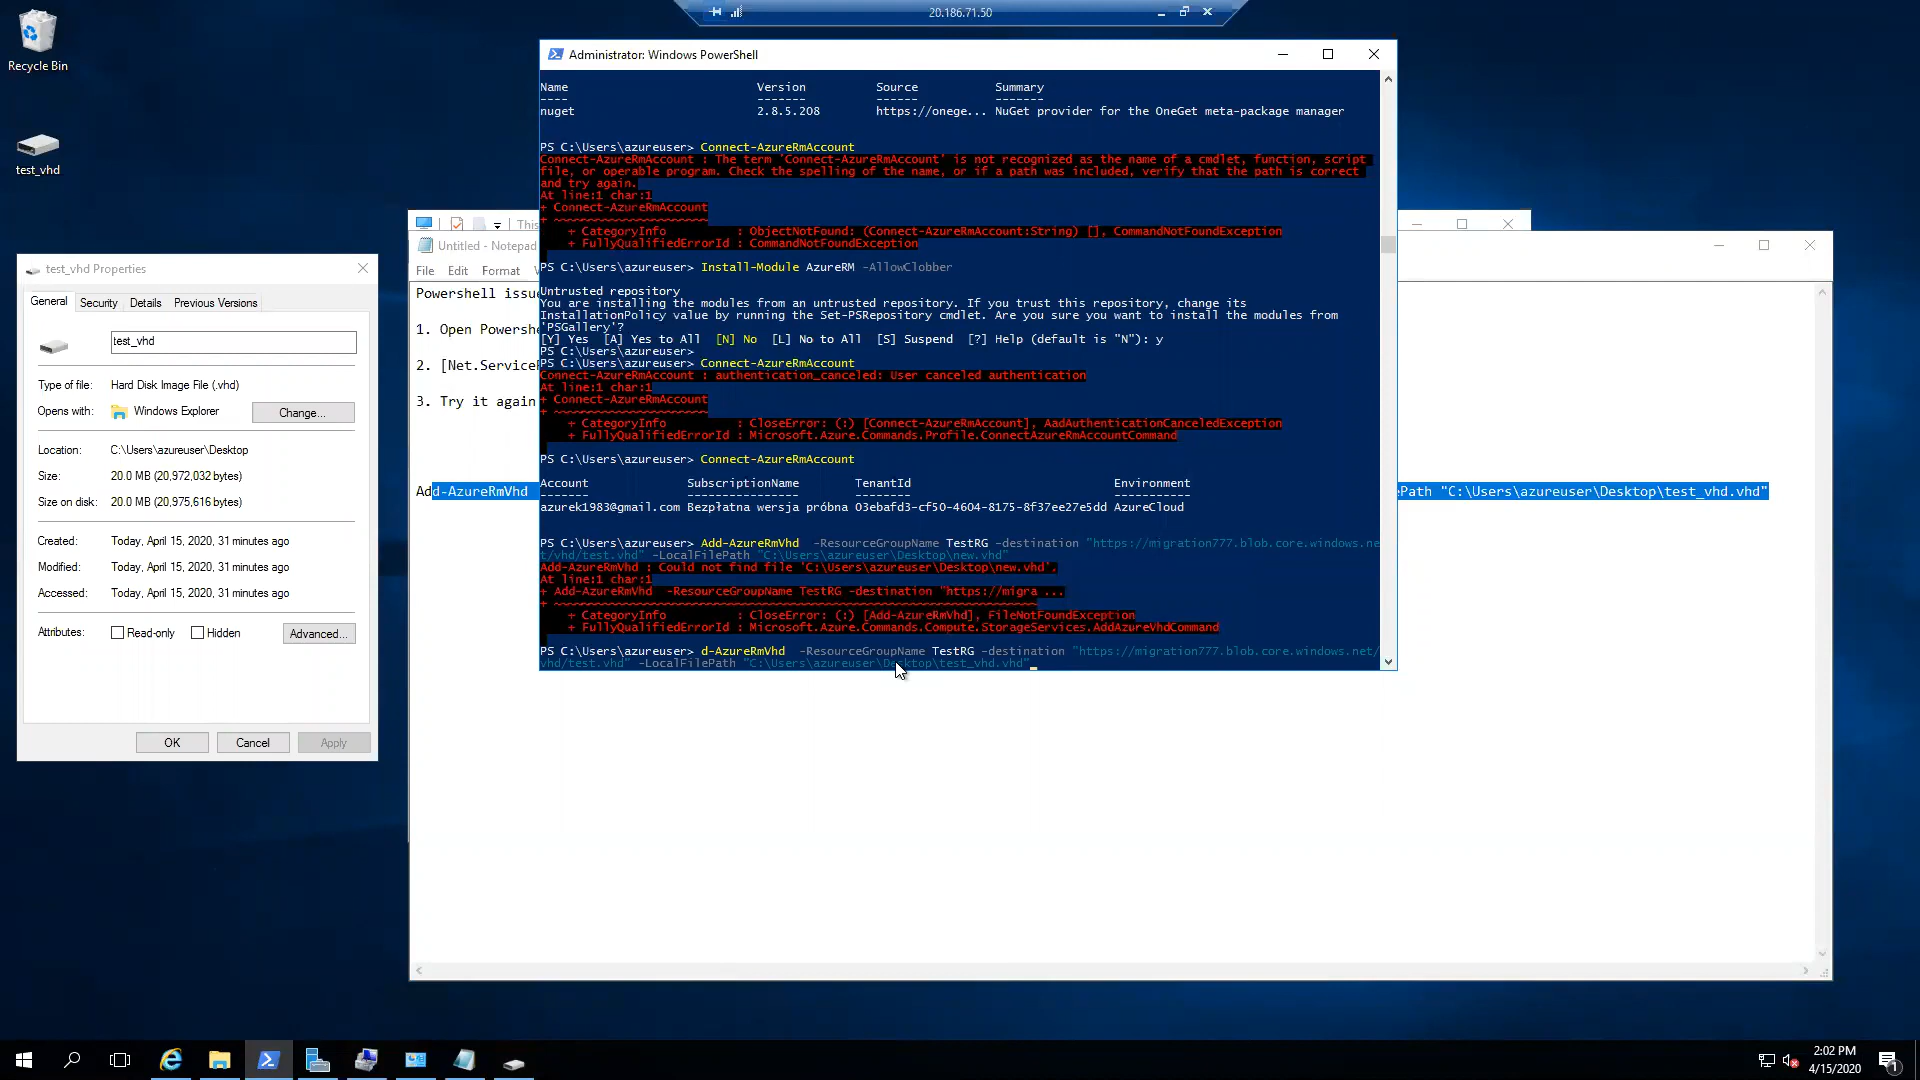 20.186.71.50
Recycle Bin
test_vhd
Administrator: Windows PowerShell
Name Version Source Summary
---- ------- ------ -------
nuget 2.8.5.208 https://onege... NuGet provider for the OneGet meta-package manager
PS C:\Users\azureuser> Connect-AzureRmAccount
Connect-AzureRmAccount : The term 'Connect-AzureRmAccount' is not recognized as the name of a cmdlet, function, script
file, or operable program. Check the spelling of the name, or if a path was included, verify that the path is correct
and try again.
At line:1 char:1
+ Connect-AzureRmAccount
+ ~~~~~~~~~~~~~~~~~~~~~~
+ CategoryInfo : ObjectNotFound: (Connect-AzureRmAccount:String) [], CommandNotFoundException
+ FullyQualifiedErrorId : CommandNotFoundException
PS C:\Users\azureuser> Install-Module AzureRM -AllowClobber
Untrusted repository
You are installing the modules from an untrusted repository. If you trust this repository, change its
InstallationPolicy value by running the Set-PSRepository cmdlet. Are you sure you want to install the modules from
'PSGallery'?
[Y] Yes [A] Yes to All [N] No [L] No to All [S] Suspend [?] Help (default is "N"): y
PS C:\Users\azureuser>
PS C:\Users\azureuser> Connect-AzureRmAccount
Connect-AzureRmAccount : authentication_canceled: User canceled authentication
At line:1 char:1
+ Connect-AzureRmAccount
+ ~~~~~~~~~~~~~~~~~~~~~~
+ CategoryInfo : CloseError: (:) [Connect-AzureRmAccount], AadAuthenticationCanceledException
+ FullyQualifiedErrorId : Microsoft.Azure.Commands.Profile.ConnectAzureRmAccountCommand
PS C:\Users\azureuser> Connect-AzureRmAccount
Account SubscriptionName TenantId Environment
------- ---------------- -------- -----------
azurek1983@gmail.com Bezpłatna wersja próbna 03ebafd3-cf50-4604-8175-8f37ee27e5dd AzureCloud
PS C:\Users\azureuser> Add-AzureRmVhd -ResourceGroupName TestRG -destination "https://migration777.blob.core.windows.ne
t/vhd/test.vhd" -LocalFilePath "C:\Users\azureuser\Desktop\new.vhd"
Add-AzureRmVhd : Could not find file 'C:\Users\azureuser\Desktop\new.vhd'.
At line:1 char:1
+ Add-AzureRmVhd -ResourceGroupName TestRG -destination "https://migra ...
+ ~~~~~~~~~~~~~~~~~~~~~~~~~~~~~~~~~~~~~~~~~~~~~~~~~~~~~~~~~~~~~~~~~~~~~
+ CategoryInfo : CloseError: (:) [Add-AzureRmVhd], FileNotFoundException
+ FullyQualifiedErrorId : Microsoft.Azure.Commands.Compute.StorageServices.AddAzureVhdCommand
PS C:\Users\azureuser> d-AzureRmVhd -ResourceGroupName TestRG -destination "https://migration777.blob.core.windows.net/
vhd/test.vhd" -LocalFilePath "C:\Users\azureuser\Desktop\test_vhd.vhd"
This
Untitled - Notepad
File Edit Format
Powershell issu
1. Open Powersh
2. [Net.Service
3. Try it again
Add-AzureRmVhd ePath "C:\Users\azureuser\Desktop\test_vhd.vhd"
test_vhd Properties
General Security Details Previous Versions
test_vhd
Type of file: Hard Disk Image File (.vhd)
Opens with: Windows Explorer Change...
Location: C:\Users\azureuser\Desktop
Size: 20.0 MB (20,972,032 bytes)
Size on disk: 20.0 MB (20,975,616 bytes)
Created: Today, April 15, 2020, 31 minutes ago
Modified: Today, April 15, 2020, 31 minutes ago
Accessed: Today, April 15, 2020, 31 minutes ago
Attributes: Read-only Hidden Advanced...
OK Cancel Apply
2:02 PM
4/15/2020
1